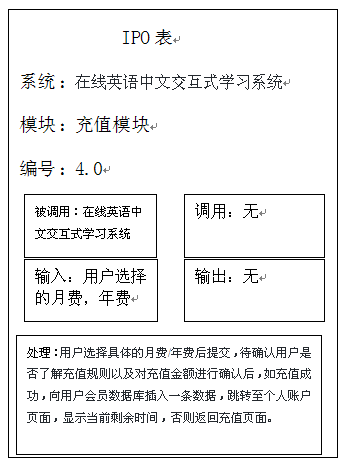 IPO 表
系统：在线英语中文交互式学习系统
模块：充值模块
编号：4.0
被调用：在线英语中
文交互式学习系统
调用：无
输入：用户选择
的月费，年费
输出：无
处理：用户选择具体的月费/年费后提交，待确认用户是
否了解充值规则以及对充值金额进行确认后，如充值成
功，向用户会员数据库插入一条数据，跳转至个人账户
页面，显示当前剩余时间，否则返回充值页面。